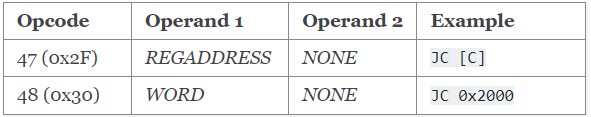 Opcode Operand 1 Operand 2 Example
47 (0x2F) REGADDRESS NONE JC [C]
48 (0x30) WORD NONE JC 0x2000